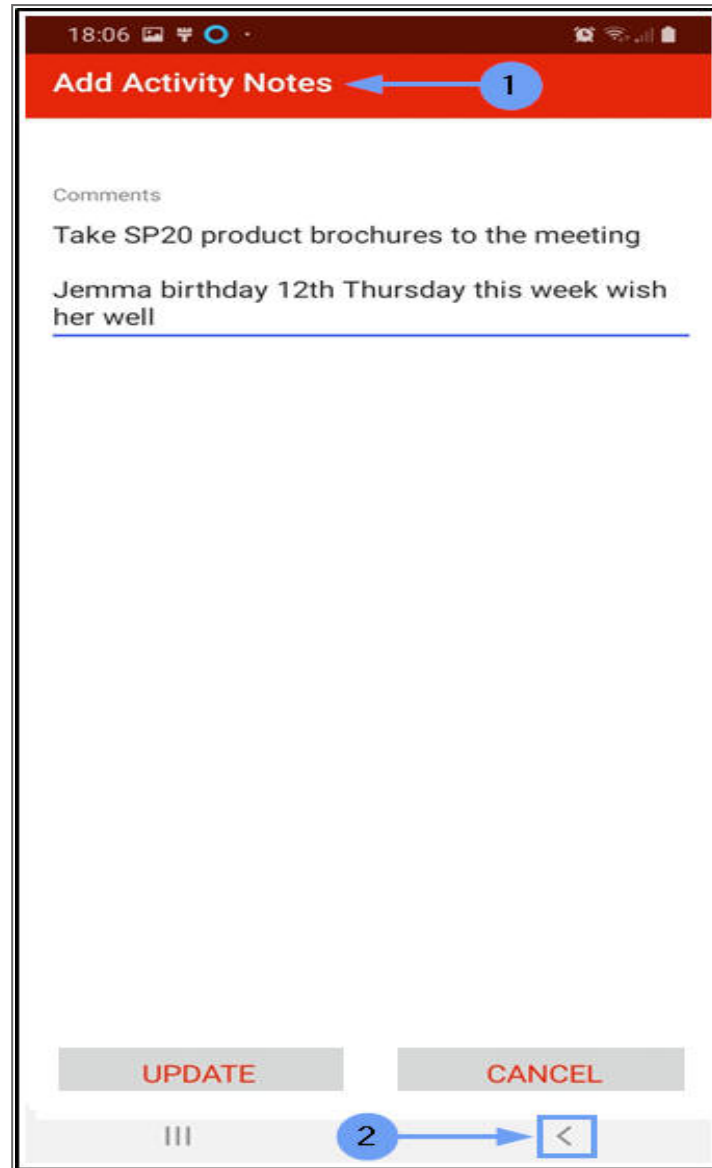 18:06
Add Activity Notes
1
Comments
Take SP20 product brochures to the meeting
Jemma birthday 12th Thursday this week wish
her well
UPDATE
CANCEL
2